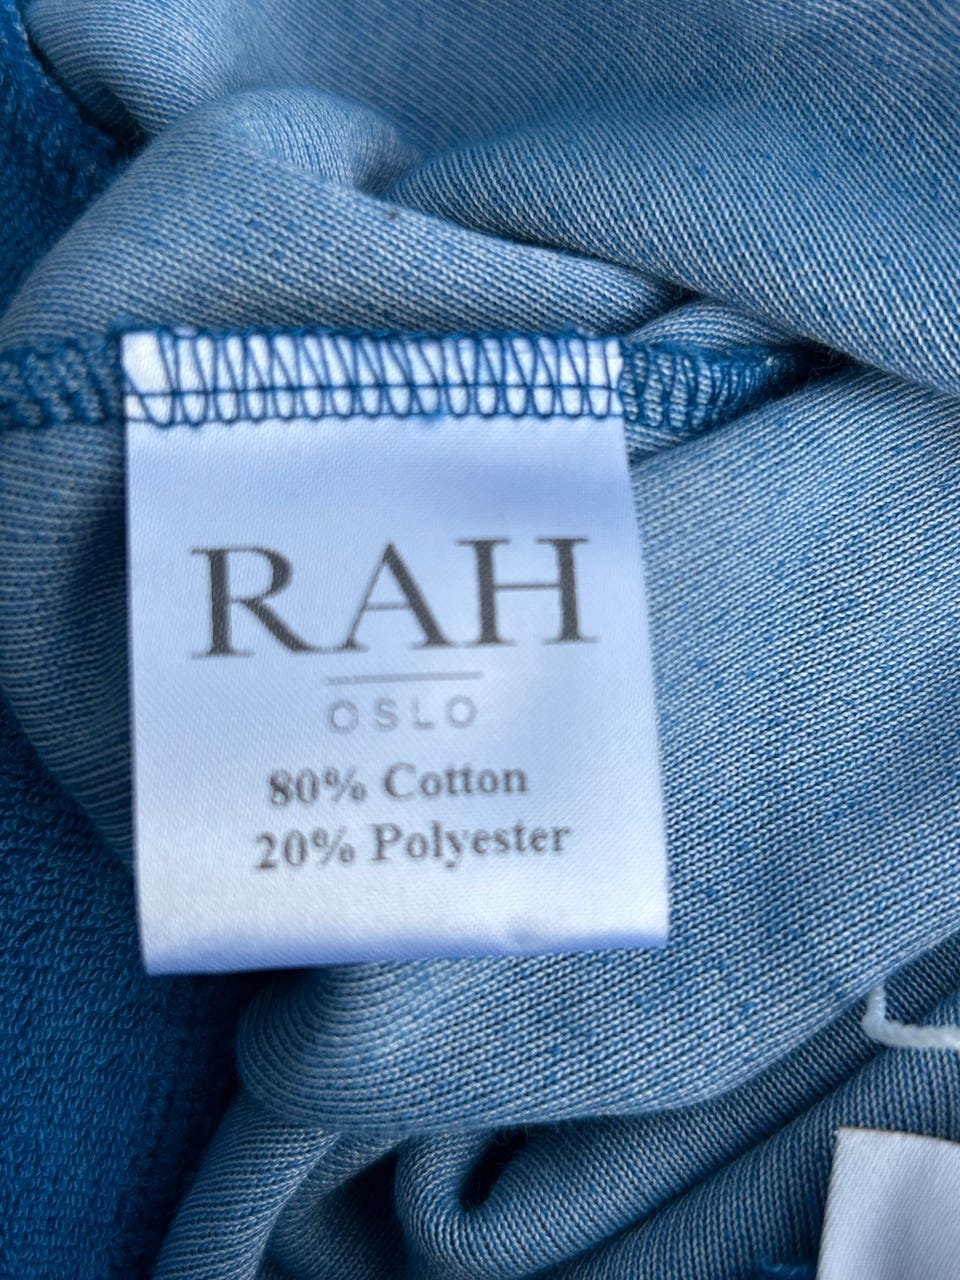 RAH
OSLO
80% Cotton
20% Polyester